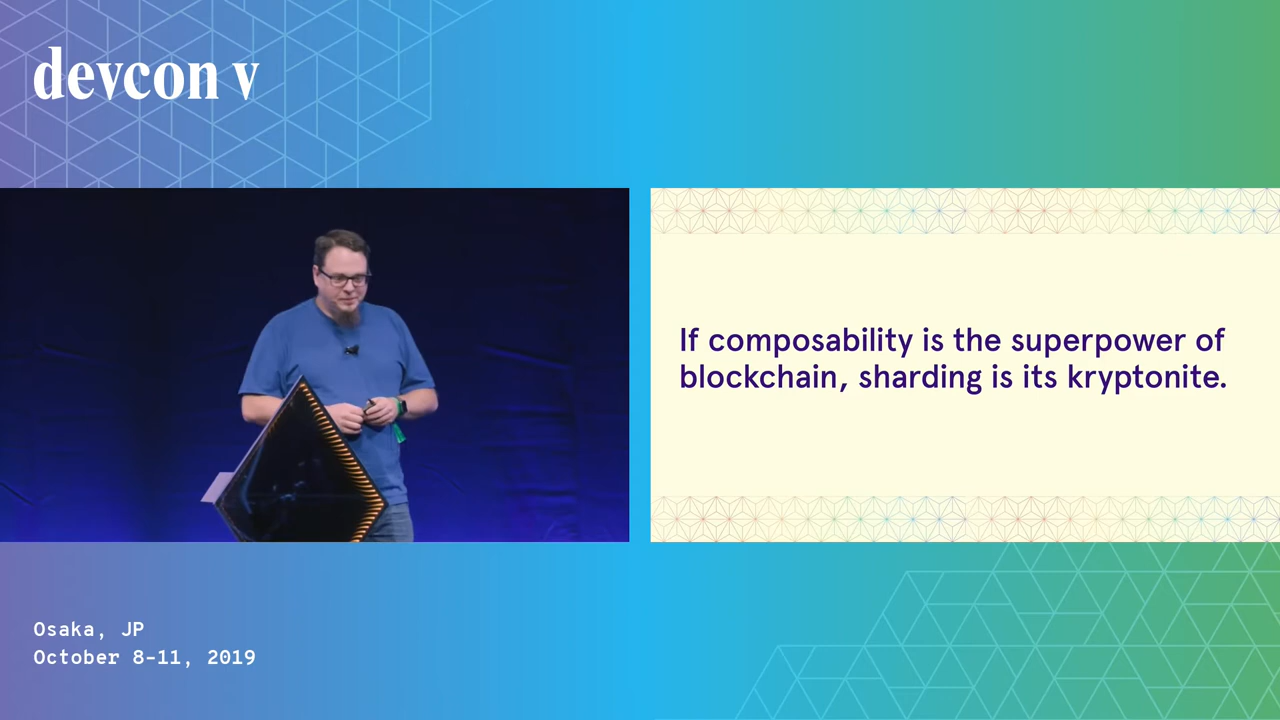 devcon v
If composability is the superpower of
blockchain, sharding is its kryptonite.
Osaka, JP
October 8-11, 2019